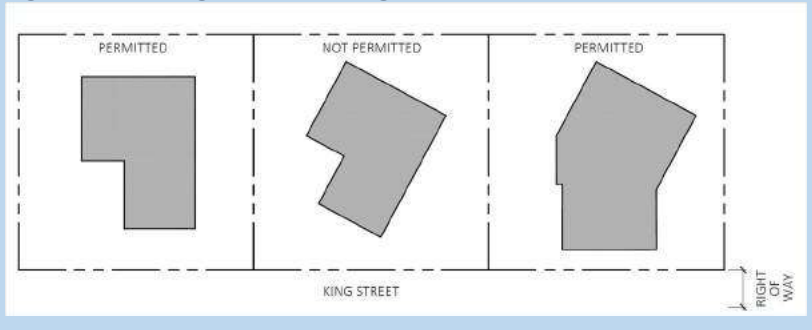 PERMITTED
NOT PERMITTED
PERMITTED
KING STREET
RIGHT
OF
WAY